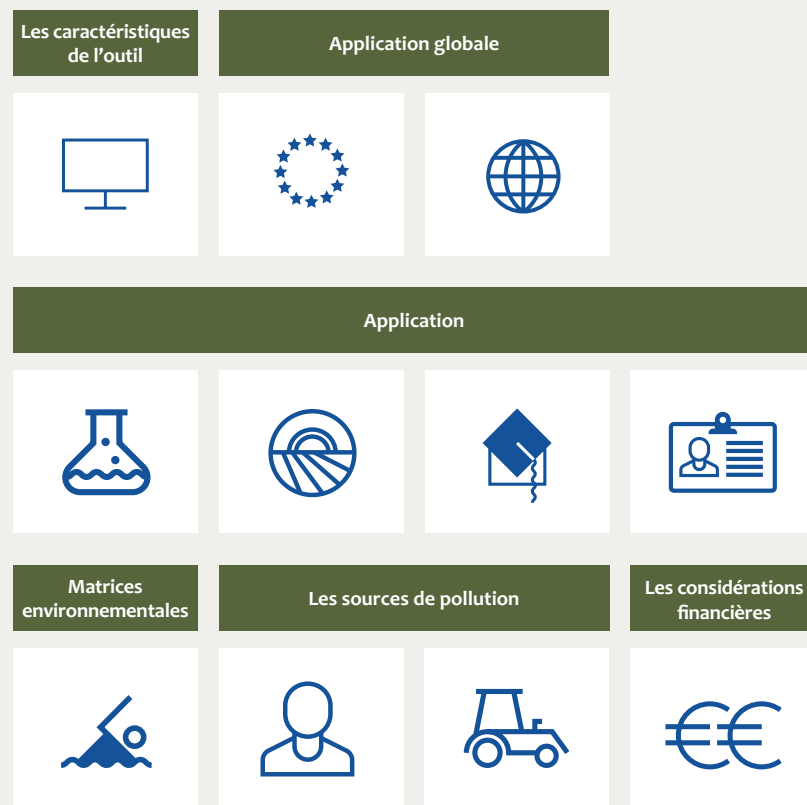 Les caractéristiques
de l’outil
Application globale
Application
Matrices
environnementales
Les sources de pollution
Les considérations
financières